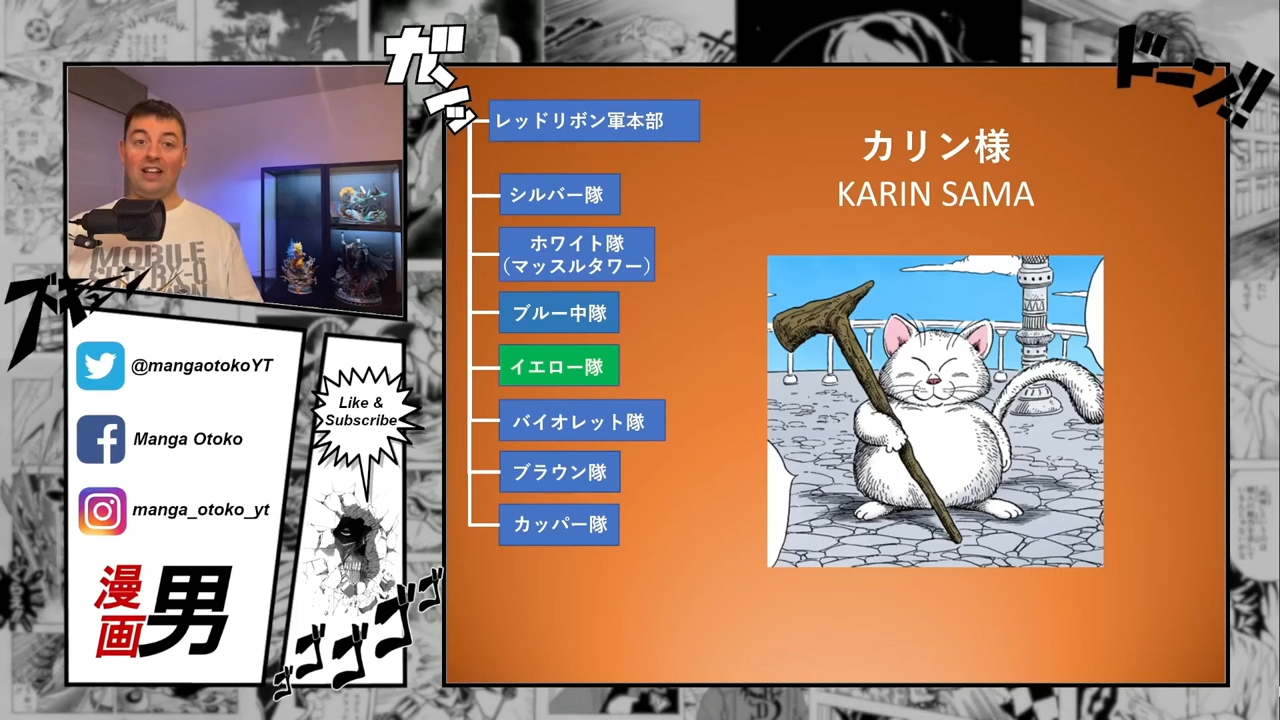 ガーンッ
ドーン!!
レッドリボン軍本部
シルバー隊
ホワイト隊
(マッスルタワー)
ブルー中隊
イエロー隊
バイオレット隊
ブラウン隊
カッパー隊
カリン様
KARIN SAMA
MOBILE
@mangaotokoYT
Manga Otoko
manga_otoko_yt
Like &
Subscribe
漫画男
ゴゴゴゴ